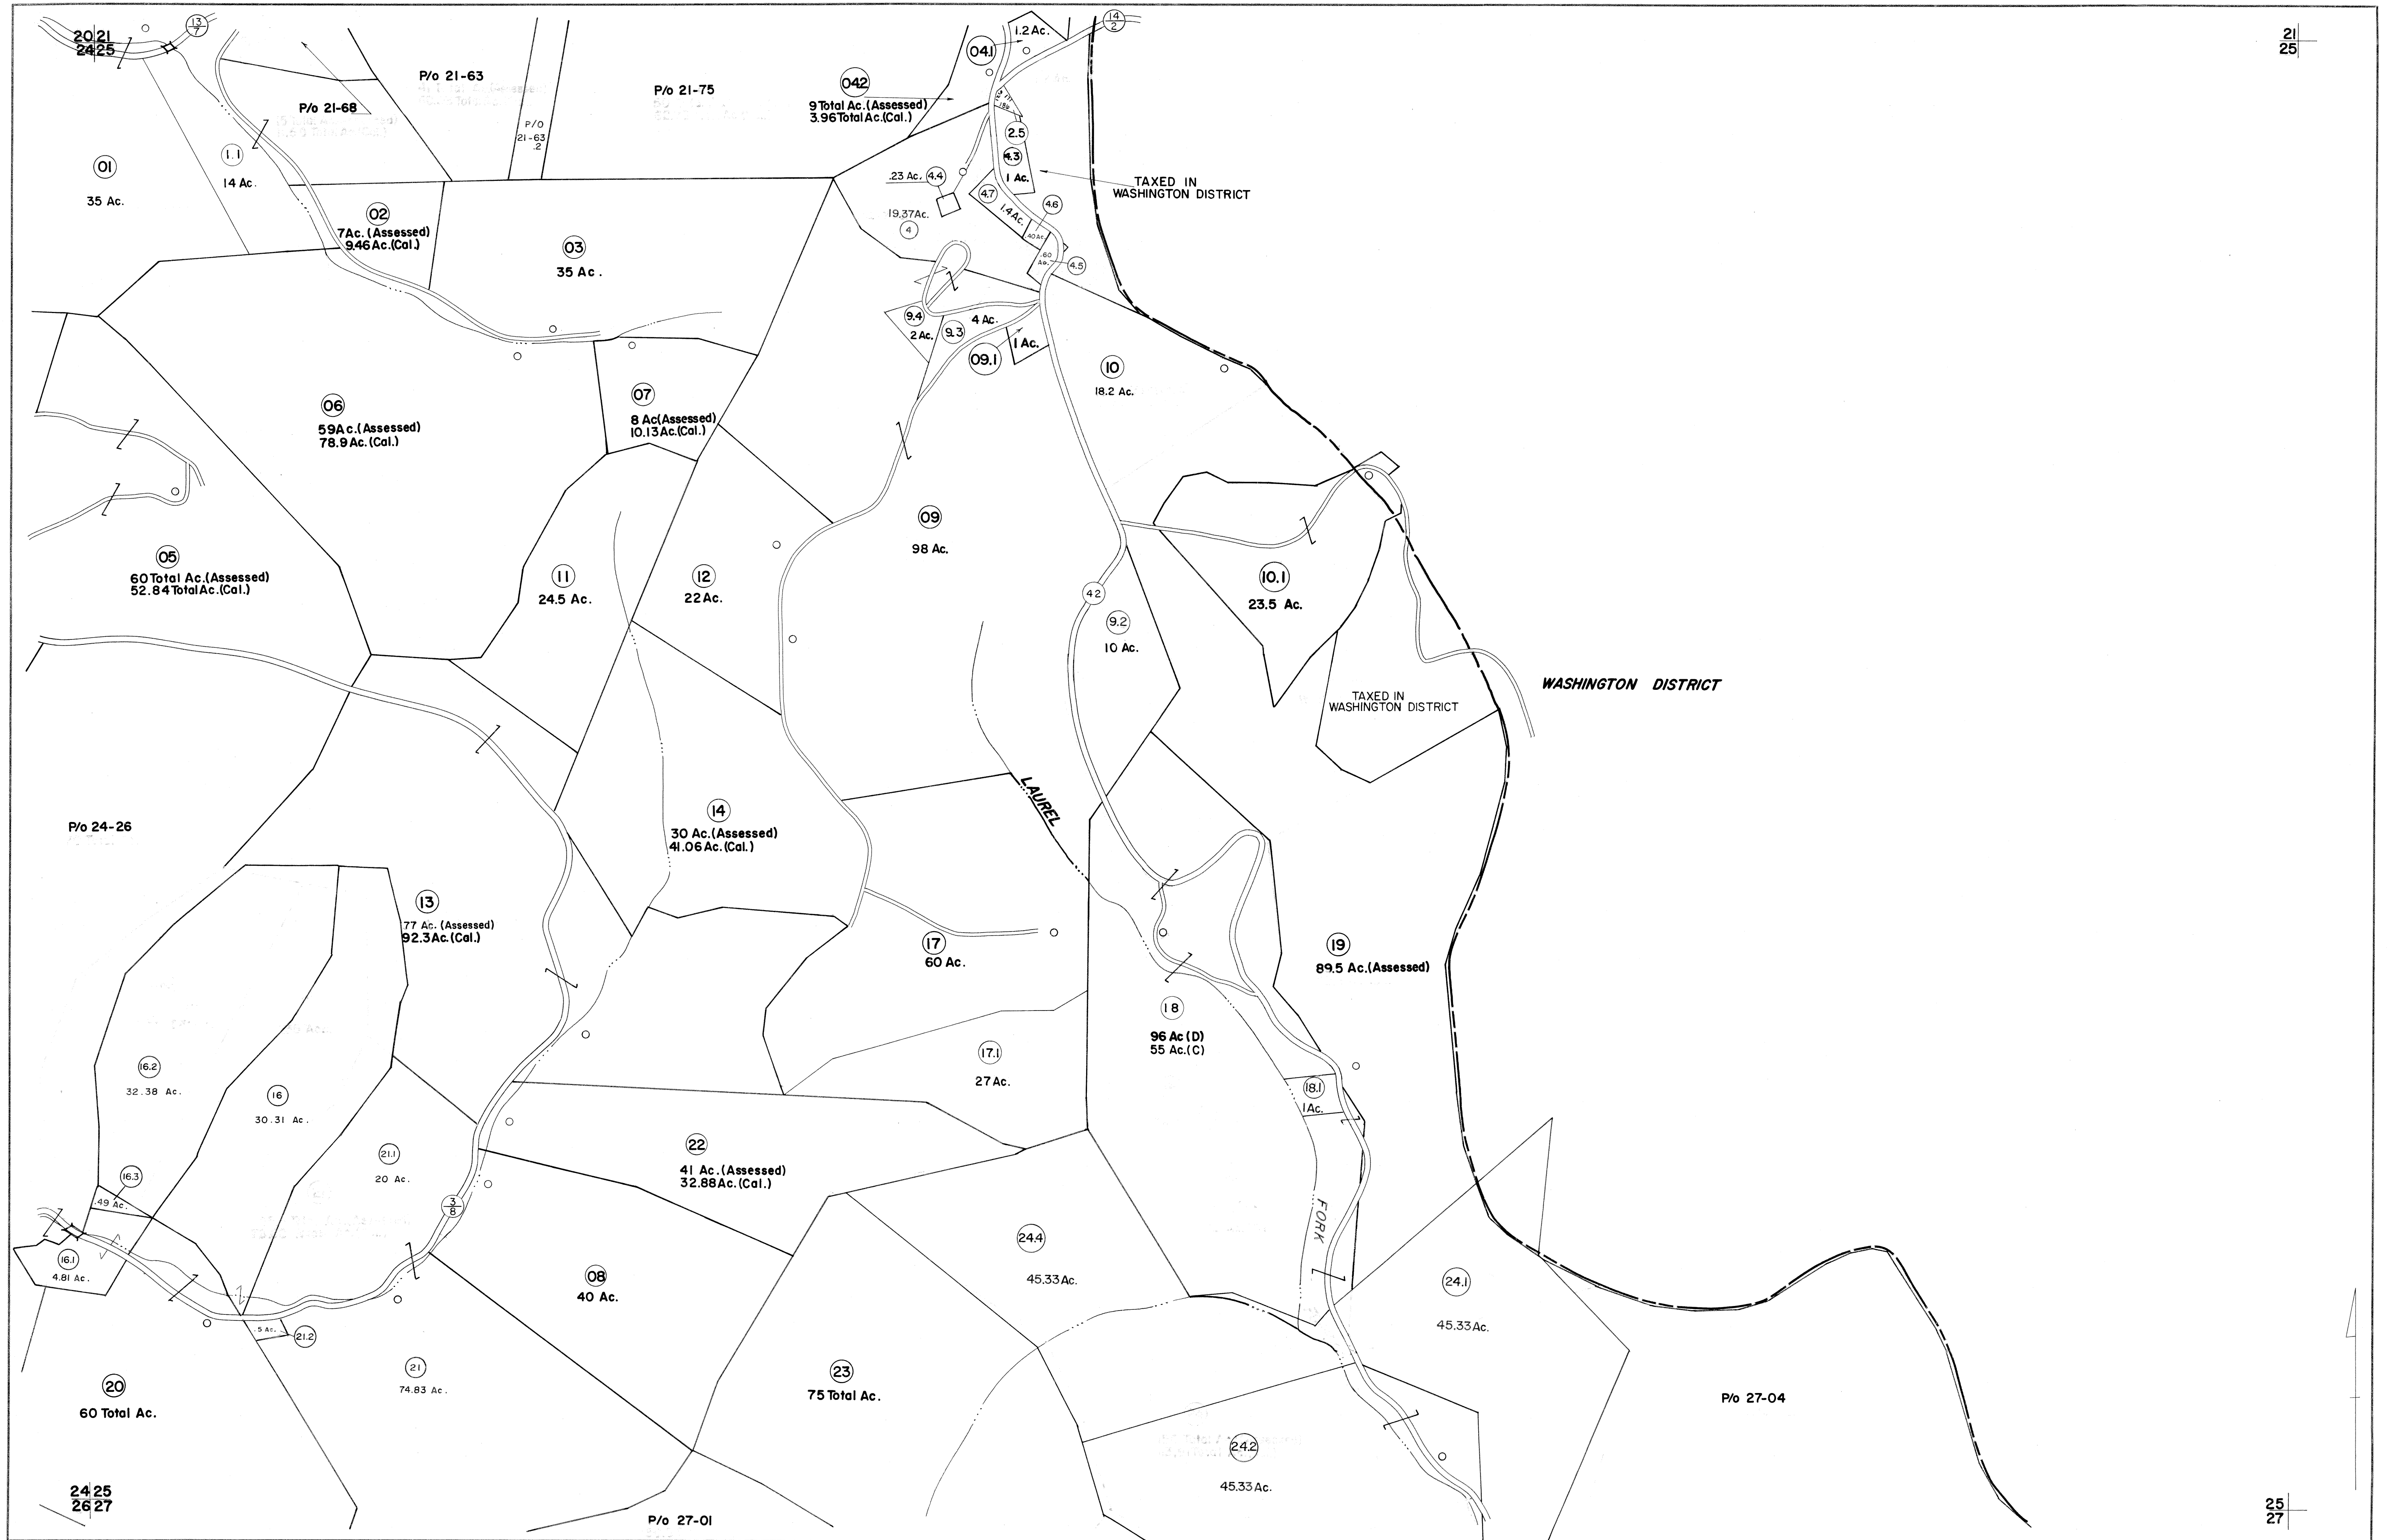 20 21
24 25
13
7
14
2
21
25
1.2 Ac.
04.1
P/o 21-63
P/o 21-68
P/o 21-75
04.2
9 Total Ac.(Assessed)
3.96 Total Ac.(Cal.)
P/O
21-63
.2
01
35 Ac.
1.1
14 Ac.
2.5
4.3
1 Ac.
TAXED IN
WASHINGTON DISTRICT
.23 Ac.
4.4
4.7
1.4 Ac.
4.6
.40 Ac.
19.37 Ac.
4
.60
Ac.
4.5
02
7 Ac. (Assessed)
9.46 Ac.(Cal.)
03
35 Ac.
9.4
2 Ac.
9.3
4 Ac.
09.1
1 Ac.
10
18.2 Ac.
06
59 Ac.(Assessed)
78.9 Ac.(Cal.)
07
8 Ac(Assessed)
10.13 Ac.(Cal.)
09
98 Ac.
05
60 Total Ac.(Assessed)
52.84 Total Ac.(Cal.)
11
24.5 Ac.
12
22 Ac.
42
9.2
10 Ac.
10.1
23.5 Ac.
TAXED IN
WASHINGTON DISTRICT
WASHINGTON DISTRICT
P/o 24-26
14
30 Ac.(Assessed)
41.06 Ac.(Cal.)
LAUREL
13
77 Ac. (Assessed)
92.3 Ac.(Cal.)
17
60 Ac.
19
89.5 Ac.(Assessed)
18
96 Ac(D)
55 Ac.(C)
16.2
32.38 Ac.
16
30.31 Ac.
17.1
27 Ac.
18.1
1 Ac.
21.1
20 Ac.
22
41 Ac.(Assessed)
32.88 Ac.(Cal.)
16.3
.49 Ac.
3
8
FORK
16.1
4.81 Ac.
08
40 Ac.
24.4
45.33 Ac.
24.1
45.33 Ac.
.5 Ac.
21.2
21
74.83 Ac.
20
60 Total Ac.
23
75 Total Ac.
P/o 27-04
24.2
45.33 Ac.
24 25
26 27
P/o 27-01
25
27